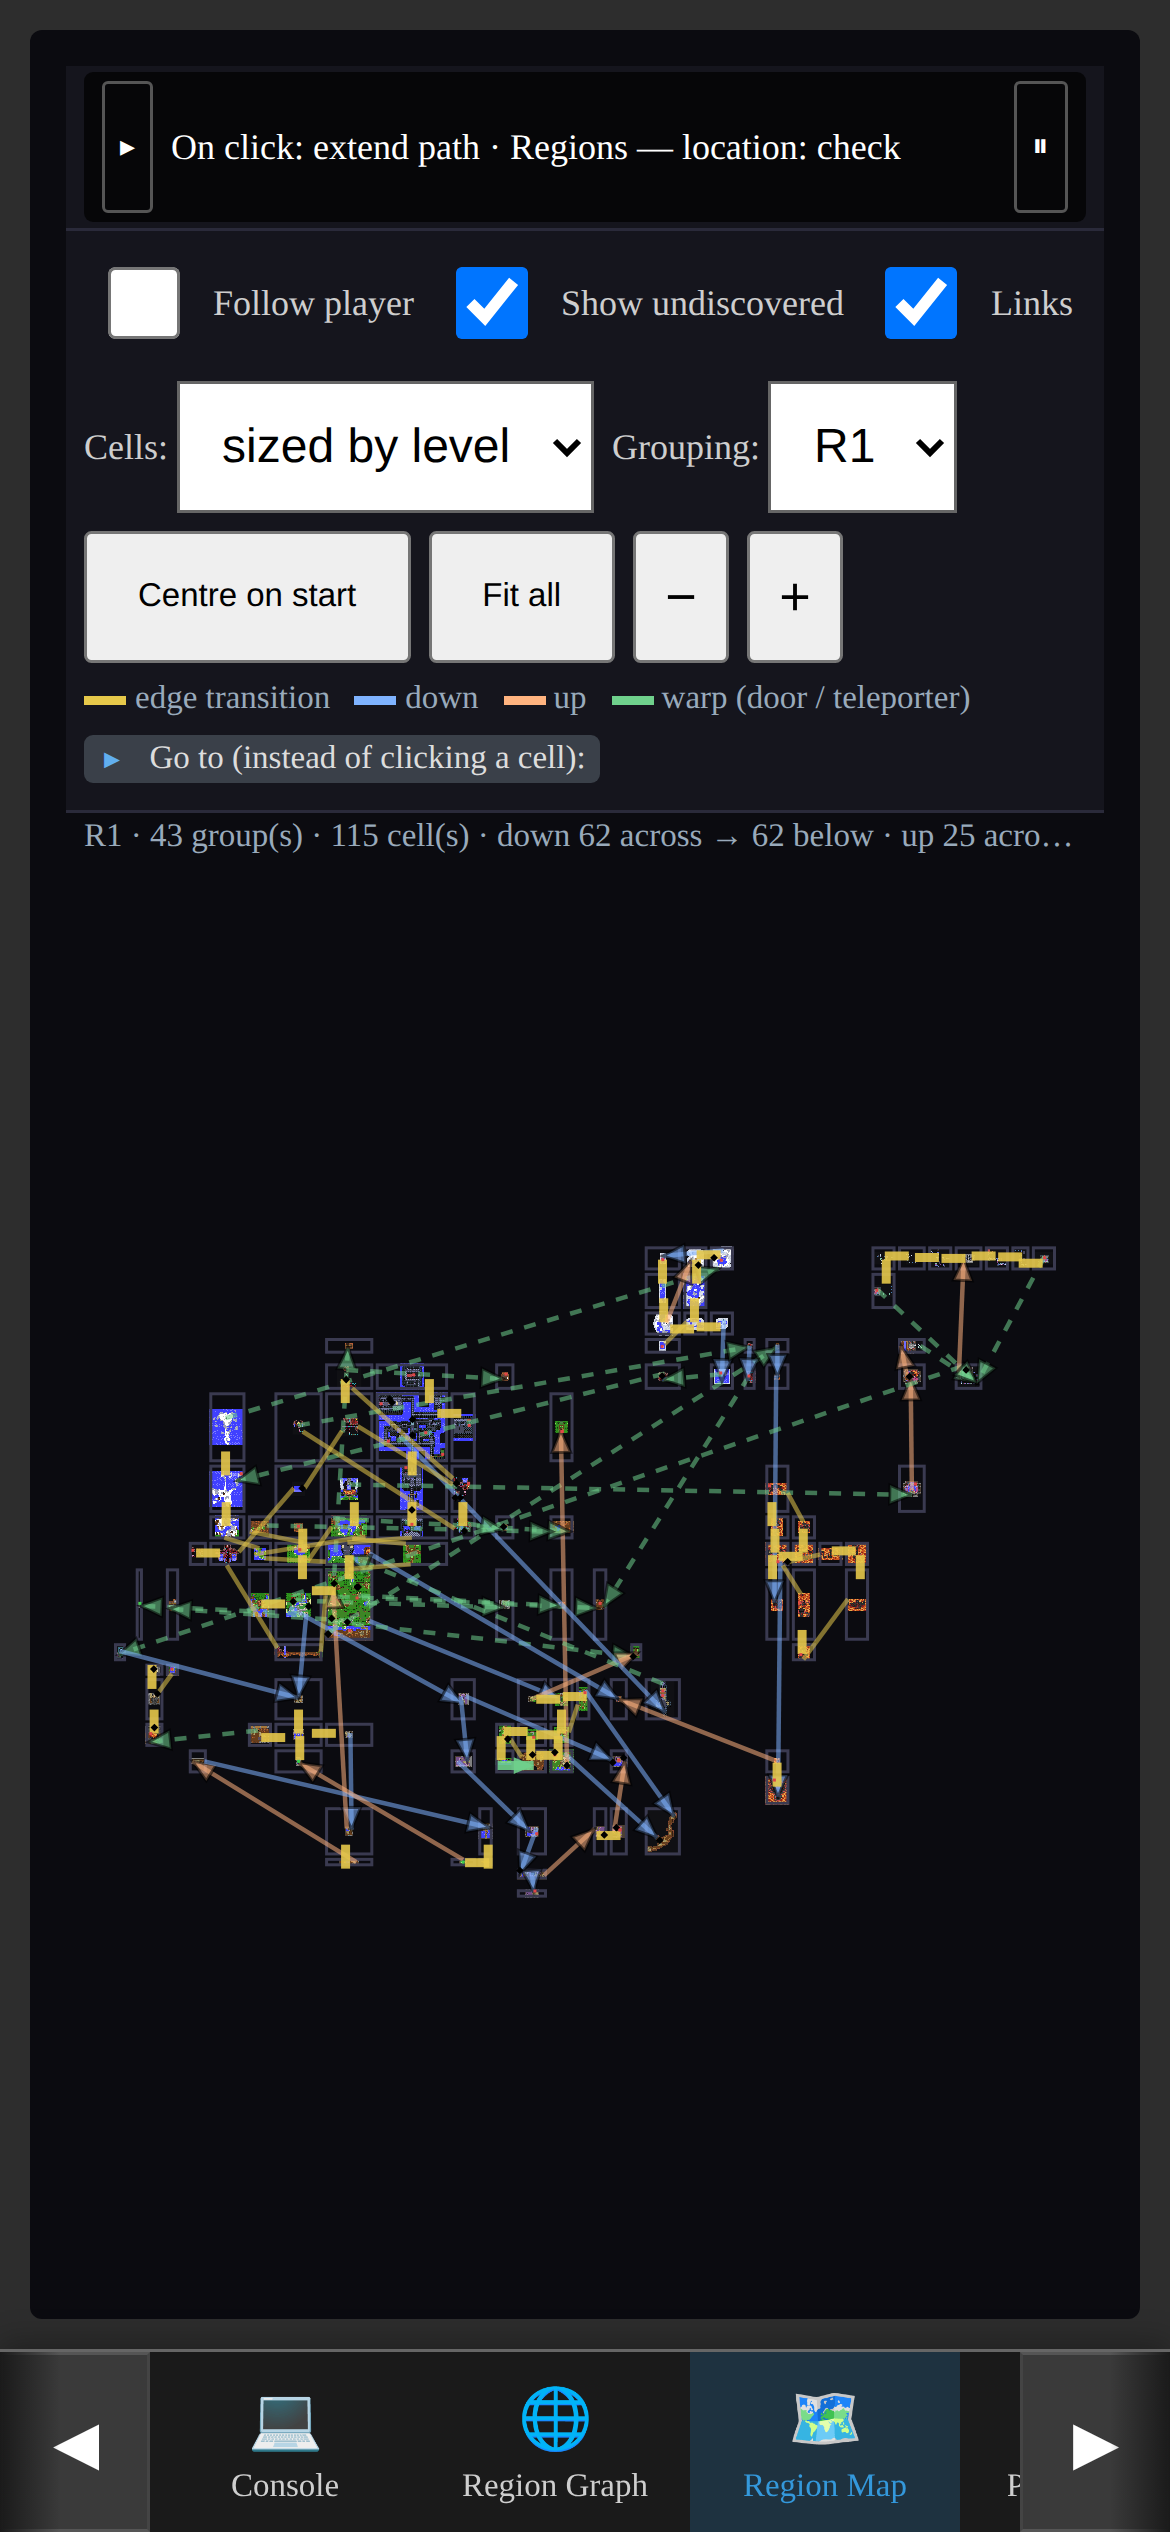 On click: extend path · Regions — location: check
Follow player Show undiscovered Links
Cells: sized by level Grouping: R1
Centre on start Fit all − +
edge transition down up warp (door / teleporter)
Go to (instead of clicking a cell):
R1 · 43 group(s) · 115 cell(s) · down 62 across → 62 below · up 25 acro…
Console Region Graph Region Map P